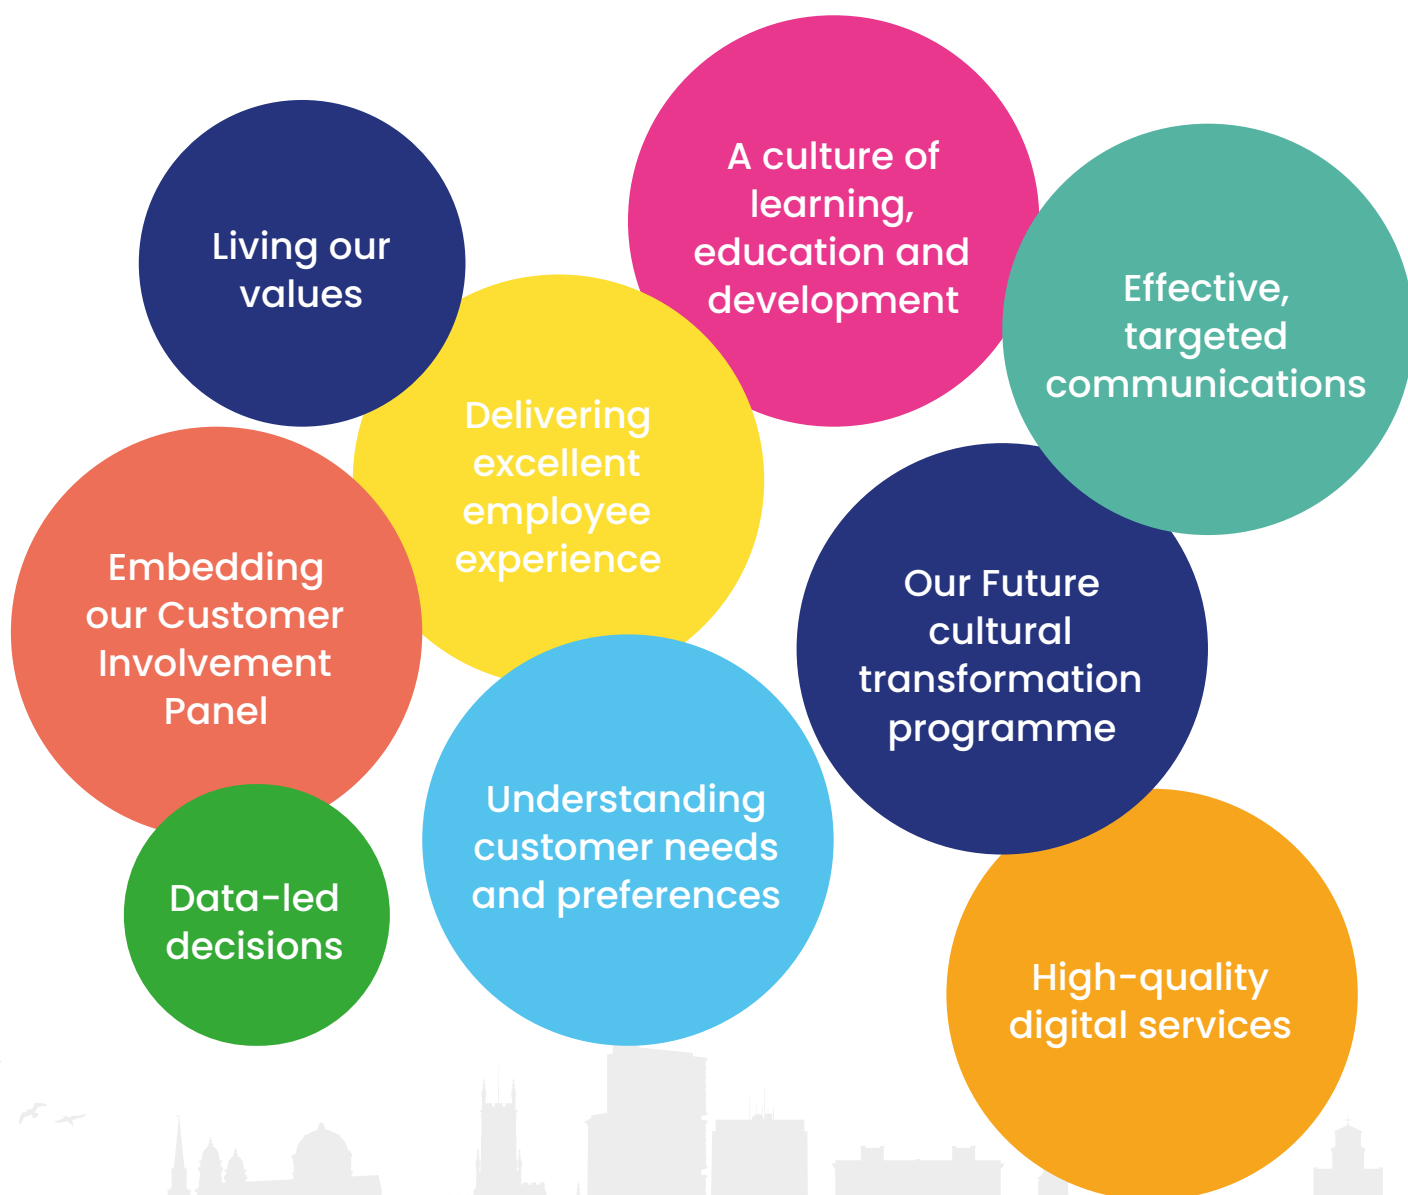 Living our
values
A culture of
learning,
education and
development
Effective,
targeted
communications
Delivering
excellent
employee
experience
Embedding
our Customer
Involvement
Panel
Our Future
cultural
transformation
programme
Understanding
customer needs
and preferences
Data-led
decisions
High-quality
digital services